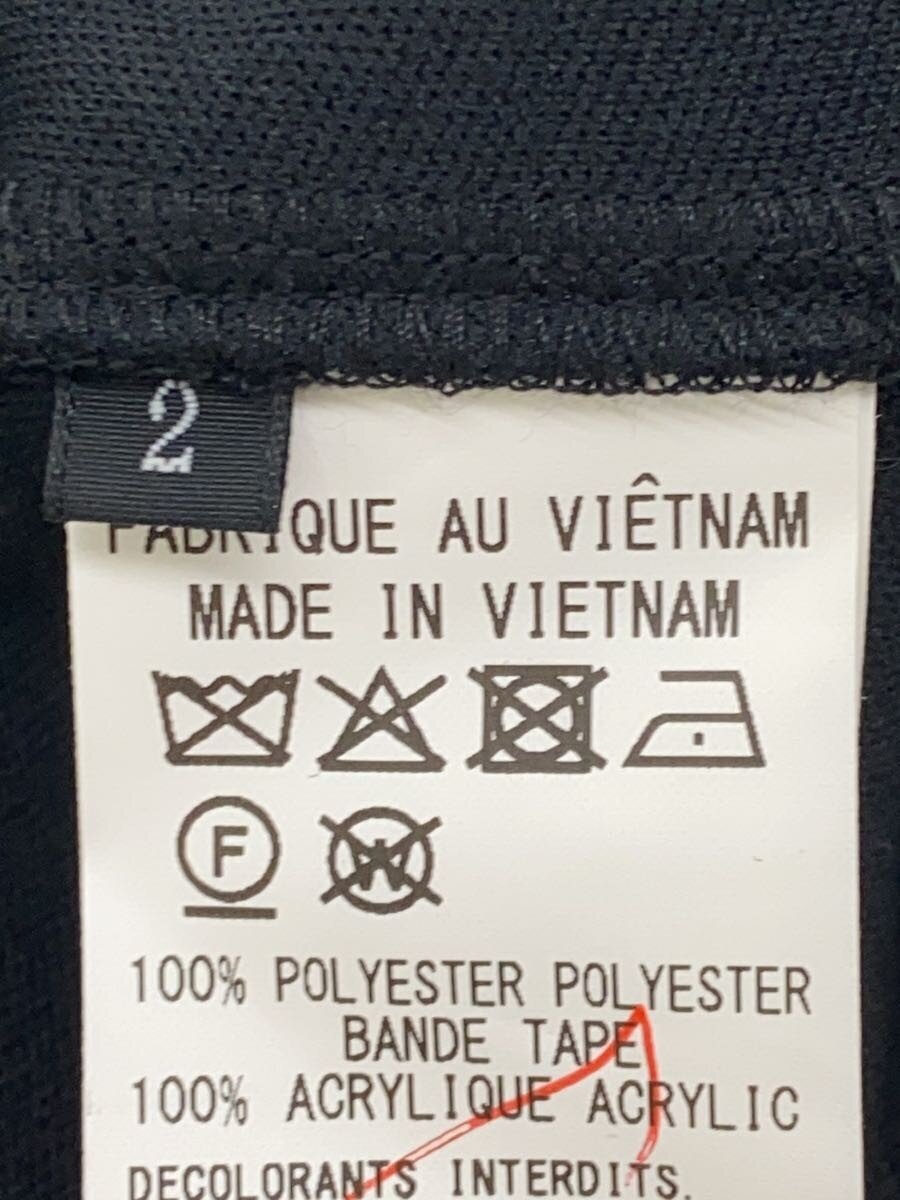 2
FABRIQUE AU VIÊTNAM
MADE IN VIETNAM
F
W
100% POLYESTER POLYESTER
BANDE TAPE
100% ACRYLIQUE ACRYLIC
DECOLORANTS INTERDITS.